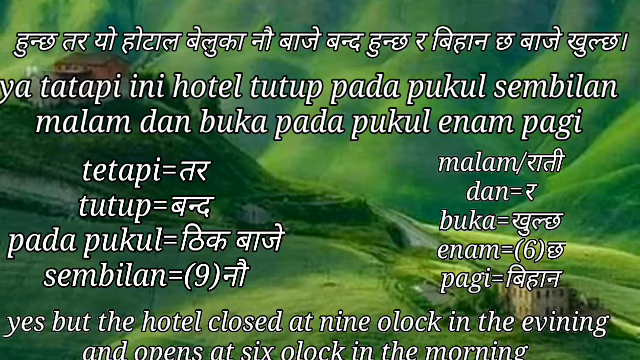 हुन्छ तर यो होटाल बेलुका नौ बाजे बन्द हुन्छ र बिहान छ बाजे खुल्छ।
ya tatapi ini hotel tutup pada pukul sembilan
malam dan buka pada pukul enam pagi
tetapi=तर
tutup=बन्द
pada pukul=ठिक बाजे
sembilan=(9)नौ
malam/राती
dan=र
buka=खुल्छ
enam=(6)छ
pagi=बिहान
yes but the hotel closed at nine olock in the evining
and opens at six olock in the morning